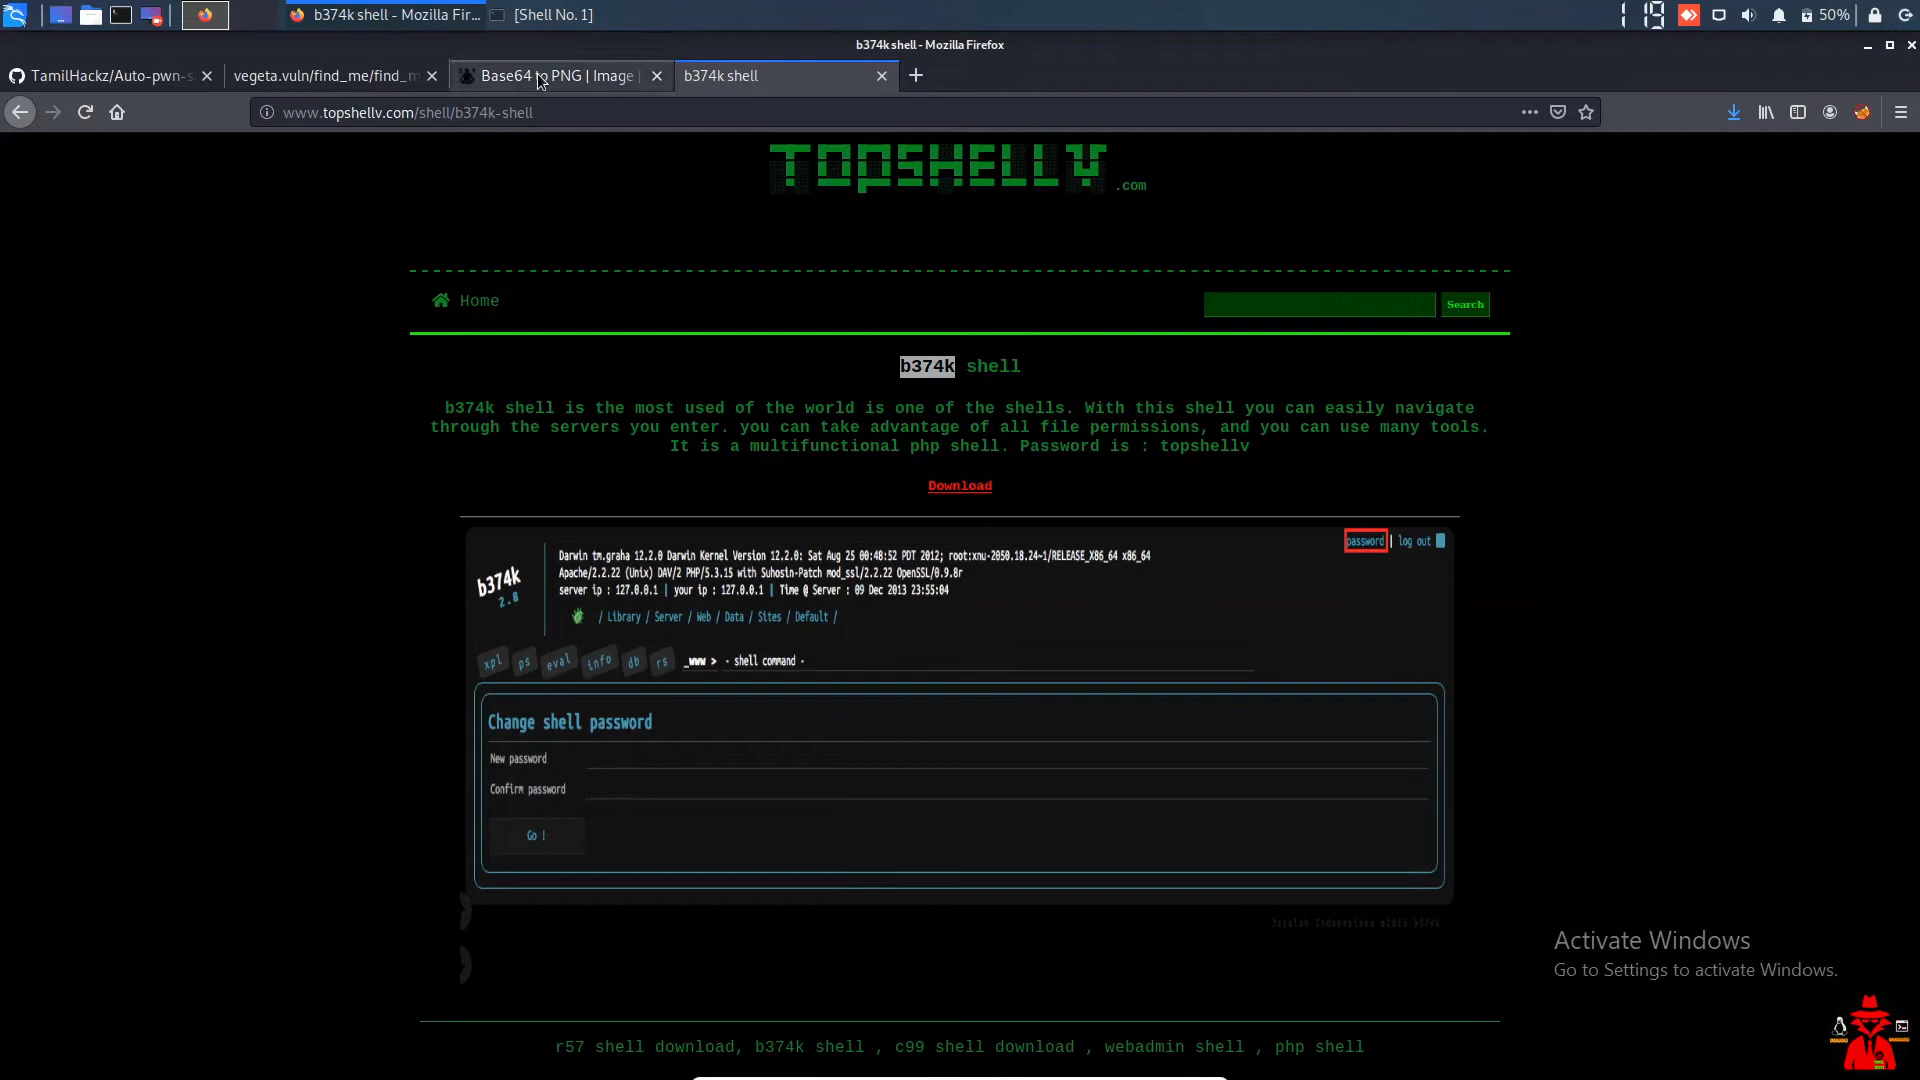 b374k shell - Mozilla Fir...
[Shell No. 1]
1 19
50%
b374k shell - Mozilla Firefox
TamilHackz/Auto-pwn-s
vegeta.vuln/find_me/find_m
Base64 to PNG | Image |
b374k shell
www.topshellv.com/shell/b374k-shell
TOPSHELLV .com
Home
Search
b374k shell
b374k shell is the most used of the world is one of the shells. With this shell you can easily navigate
through the servers you enter. you can take advantage of all file permissions, and you can use many tools.
It is a multifunctional php shell. Password is : topshellv
Download
password | log out
Darwin tm.graha 12.2.0 Darwin Kernel Version 12.2.0: Sat Aug 25 00:48:52 PDT 2012; root:xnu-2050.18.24~1/RELEASE_X86_64 x86_64
Apache/2.2.22 (Unix) DAV/2 PHP/5.3.15 with Suhosin-Patch mod_ssl/2.2.22 OpenSSL/0.9.8r
server ip : 127.0.0.1 | your ip : 127.0.0.1 | Time @ Server : 09 Dec 2013 23:55:04
b374k
2.8
/ Library / Server / Web / Data / Sites / Default /
xpl ps eval info db rs _www > - shell command -
Change shell password
New password
Confirm password
Go !
Jayalah Indonesiaku ©2013 b374k
Activate Windows
Go to Settings to activate Windows.
r57 shell download, b374k shell , c99 shell download , webadmin shell , php shell